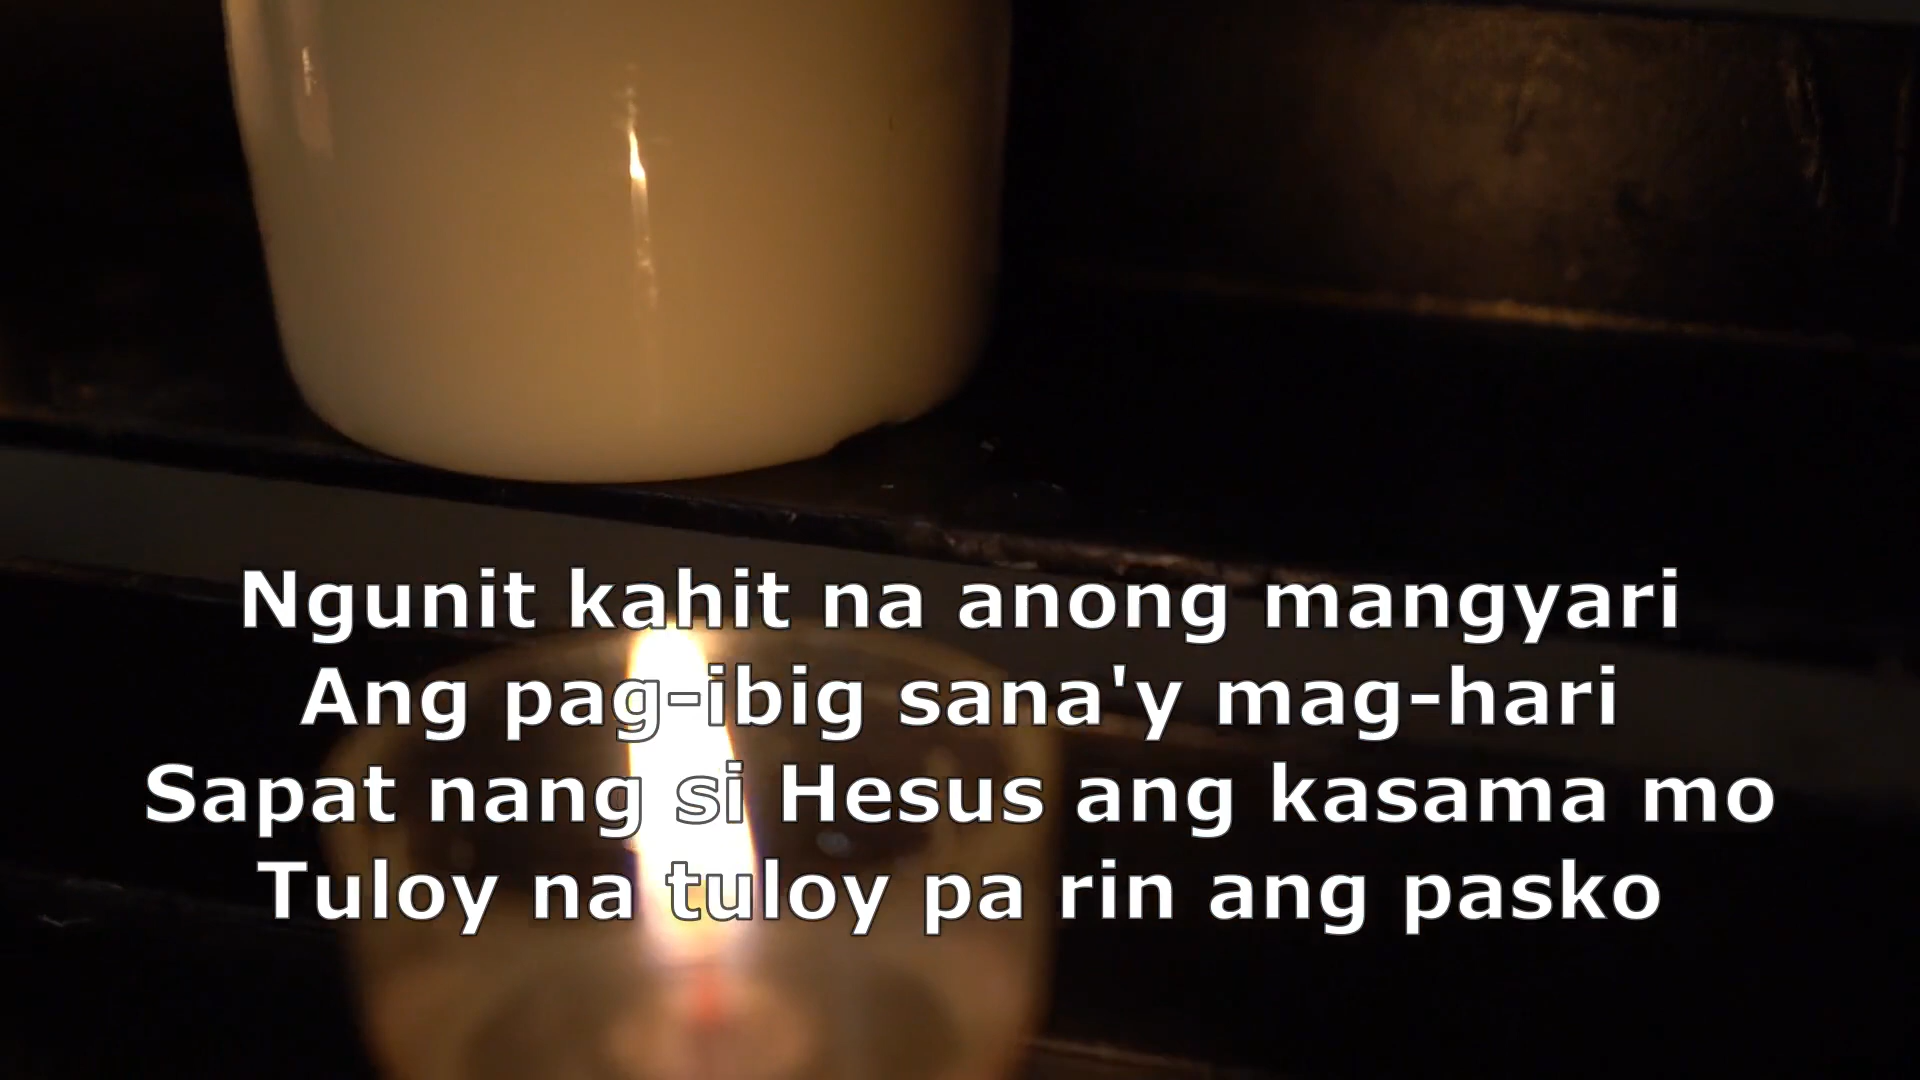 Ngunit kahit na anong mangyari
Ang pag-ibig sana'y mag-hari
Sapat nang si Hesus ang kasama mo
Tuloy na tuloy pa rin ang pasko